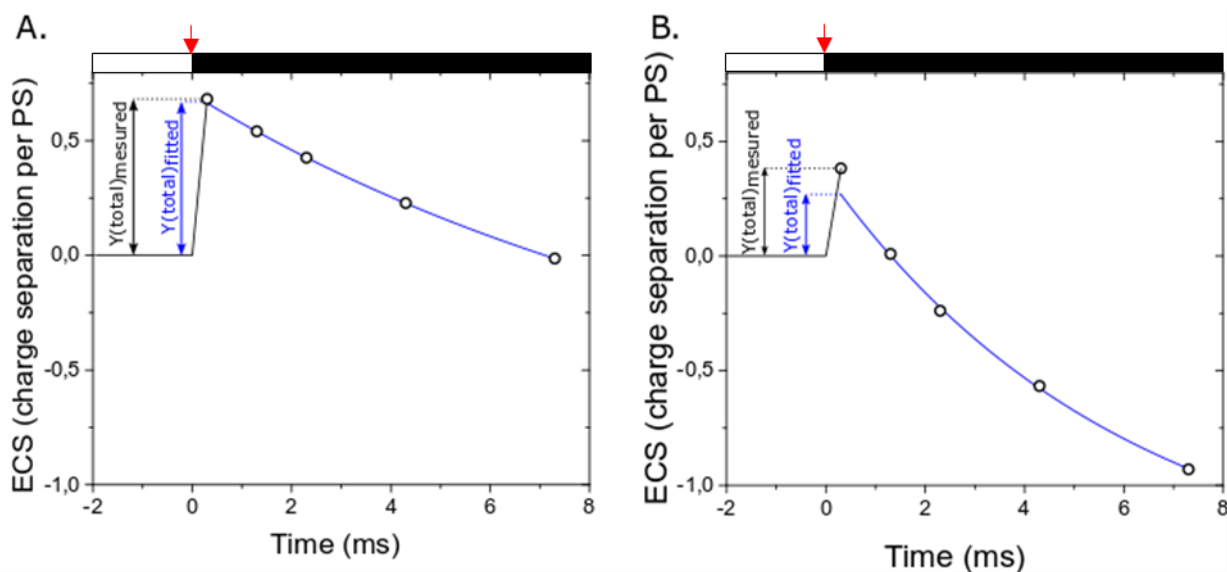 A.
ECS (charge separation per PS)
0,5
0,0
-0,5
-1,0
Y(total)mesured
Y(total)fitted
-2
0
2
4
6
8
Time (ms)
B.
ECS (charge separation per PS)
0,5
0,0
-0,5
-1,0
Y(total)mesured
Y(total)fitted
-2
0
2
4
6
8
Time (ms)